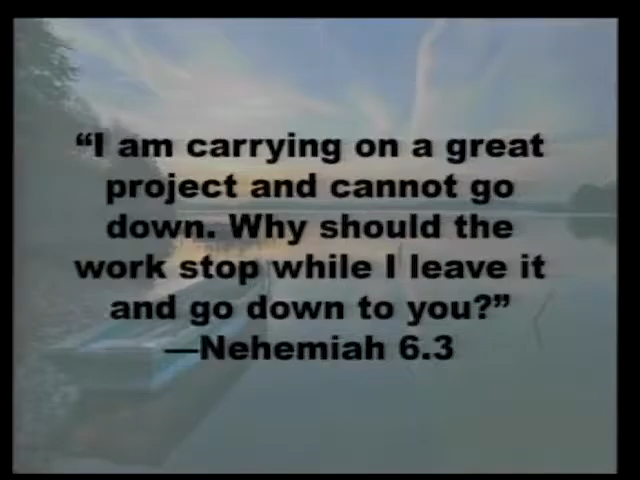 “I am carrying on a great
project and cannot go
down. Why should the
work stop while I leave it
and go down to you?”
—Nehemiah 6.3